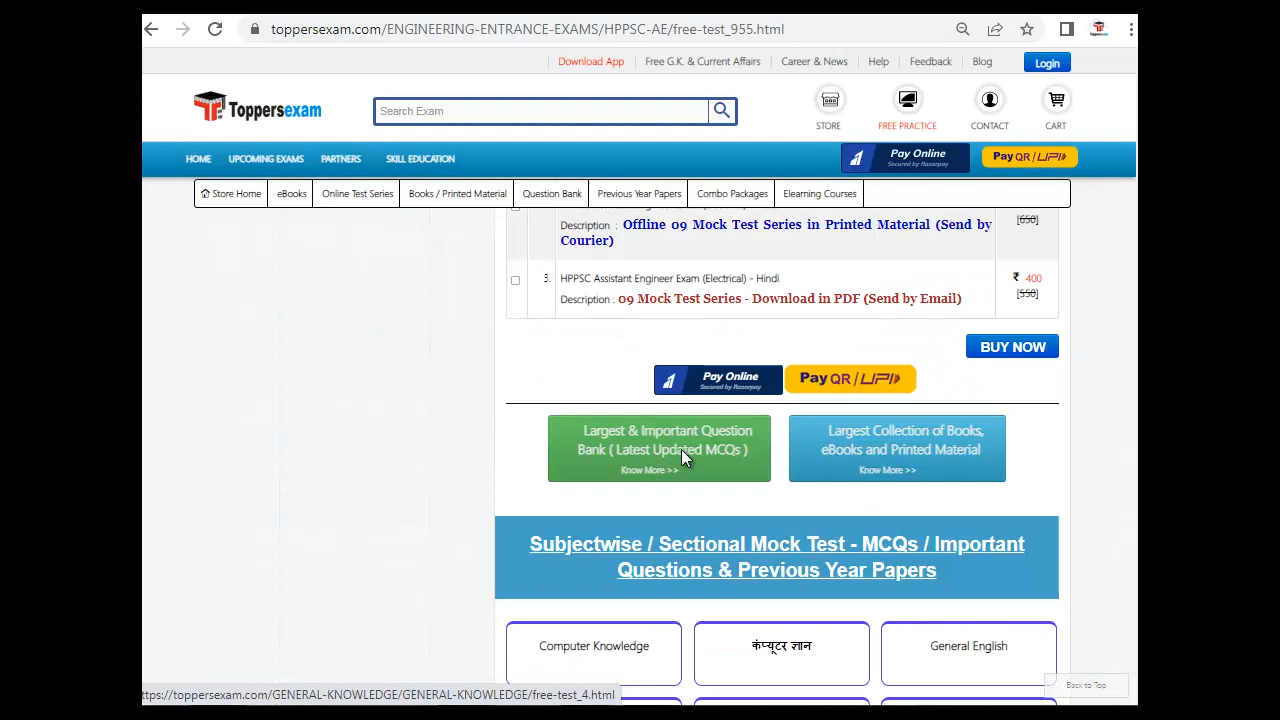 toppersexam.com/ENGINEERING-ENTRANCE-EXAMS/HPPSC-AE/free-test_955.html
Download App
Free G.K. & Current Affairs
Career & News
Help
Feedback
Blog
Login
Toppersexam
Search Exam
STORE
FREE PRACTICE
CONTACT
CART
HOME
UPCOMING EXAMS
PARTNERS
SKILL EDUCATION
Pay Online
Secured by Razorpay
Pay QR / UPI
Store Home
eBooks
Online Test Series
Books / Printed Material
Question Bank
Previous Year Papers
Combo Packages
Elearning Courses
Description : Offline 09 Mock Test Series in Printed Material (Send by
Courier)
[650]
3.
HPPSC Assistant Engineer Exam (Electrical) - Hindi
₹ 400
Description : 09 Mock Test Series - Download in PDF (Send by Email)
[550]
BUY NOW
Pay Online
Secured by Razorpay
Pay QR / UPI
Largest & Important Question
Bank ( Latest Updated MCQs )
Know More >>
Largest Collection of Books,
eBooks and Printed Material
Know More >>
Subjectwise / Sectional Mock Test - MCQs / Important
Questions & Previous Year Papers
Computer Knowledge
कंप्यूटर ज्ञान
General English
Back to Top
ttps://toppersexam.com/GENERAL-KNOWLEDGE/GENERAL-KNOWLEDGE/free-test_4.html